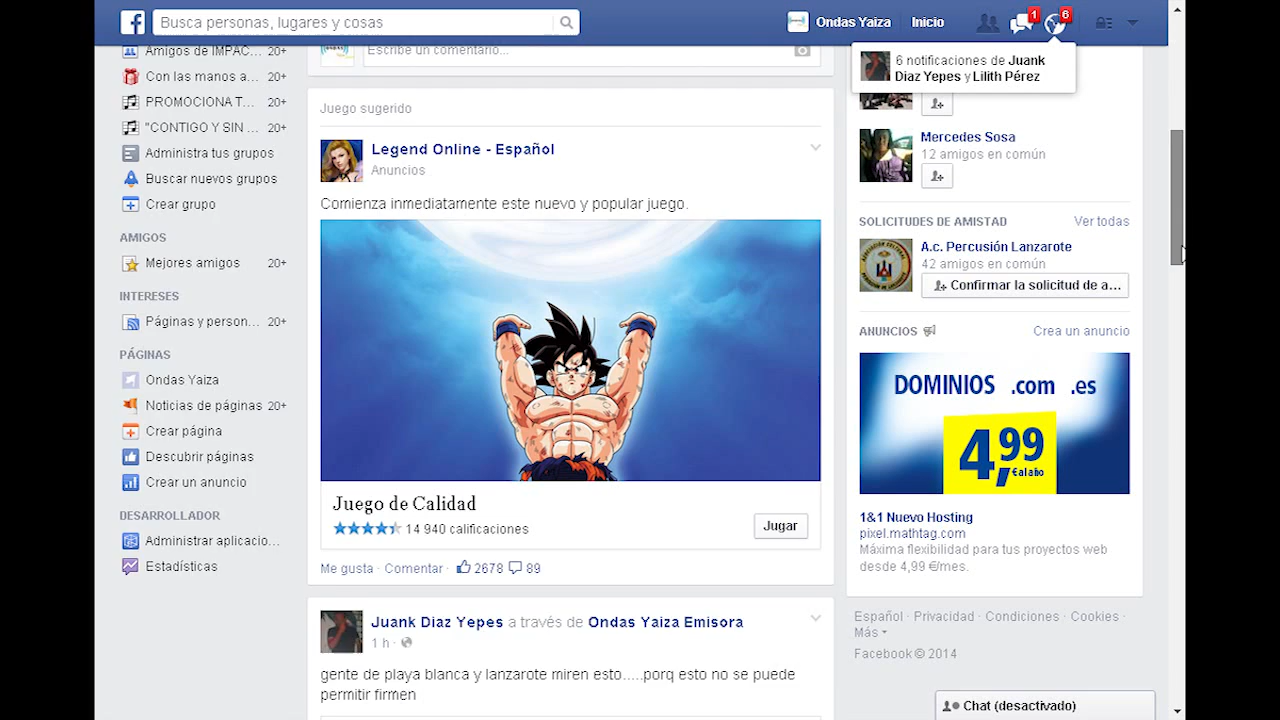 Busca personas, lugares y cosas
Ondas Yaiza
Inicio
1
6
6 notificaciones de Juank
Diaz Yepes y Lilith Pérez
Amigos de IMPAC... 20+
Con las manos a... 20+
PROMOCIONA T... 20+
"CONTIGO Y SIN ... 20+
Administra tus grupos
Buscar nuevos grupos
Crear grupo
AMIGOS
Mejores amigos 20+
INTERESES
Páginas y person... 20+
PÁGINAS
Ondas Yaiza
Noticias de páginas 20+
Crear página
Descubrir páginas
Crear un anuncio
DESARROLLADOR
Administrar aplicacio...
Estadísticas
Escribe un comentario...
Juego sugerido
Legend Online - Español
Anuncios
Comienza inmediatamente este nuevo y popular juego.
Juego de Calidad
14 940 calificaciones
Jugar
Me gusta · Comentar · 2678 89
Juank Diaz Yepes a través de Ondas Yaiza Emisora
1 h ·
gente de playa blanca y lanzarote miren esto.....porq esto no se puede
permitir firmen
Mercedes Sosa
12 amigos en común
SOLICITUDES DE AMISTAD
Ver todas
A.c. Percusión Lanzarote
42 amigos en común
Confirmar la solicitud de a...
ANUNCIOS
Crea un anuncio
DOMINIOS .com .es
4,99
€al año
1&1 Nuevo Hosting
pixel.mathtag.com
Máxima flexibilidad para tus proyectos web
desde 4,99 €/mes.
Español · Privacidad · Condiciones · Cookies ·
Más
Facebook © 2014
Chat (desactivado)